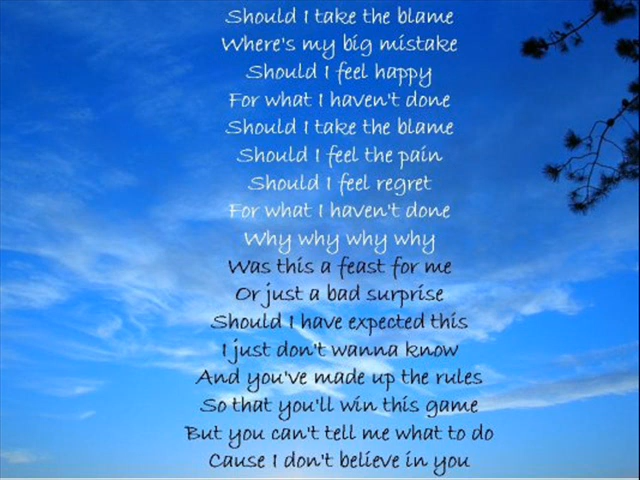 Should I take the blame
Where's my big mistake
Should I feel happy
For what I haven't done
Should I take the blame
Should I feel the pain
Should I feel regret
For what I haven't done
Why why why why
Was this a feast for me
Or just a bad surprise
Should I have expected this
I just don't wanna know
And you've made up the rules
So that you'll win this game
But you can't tell me what to do
Cause I don't believe in you